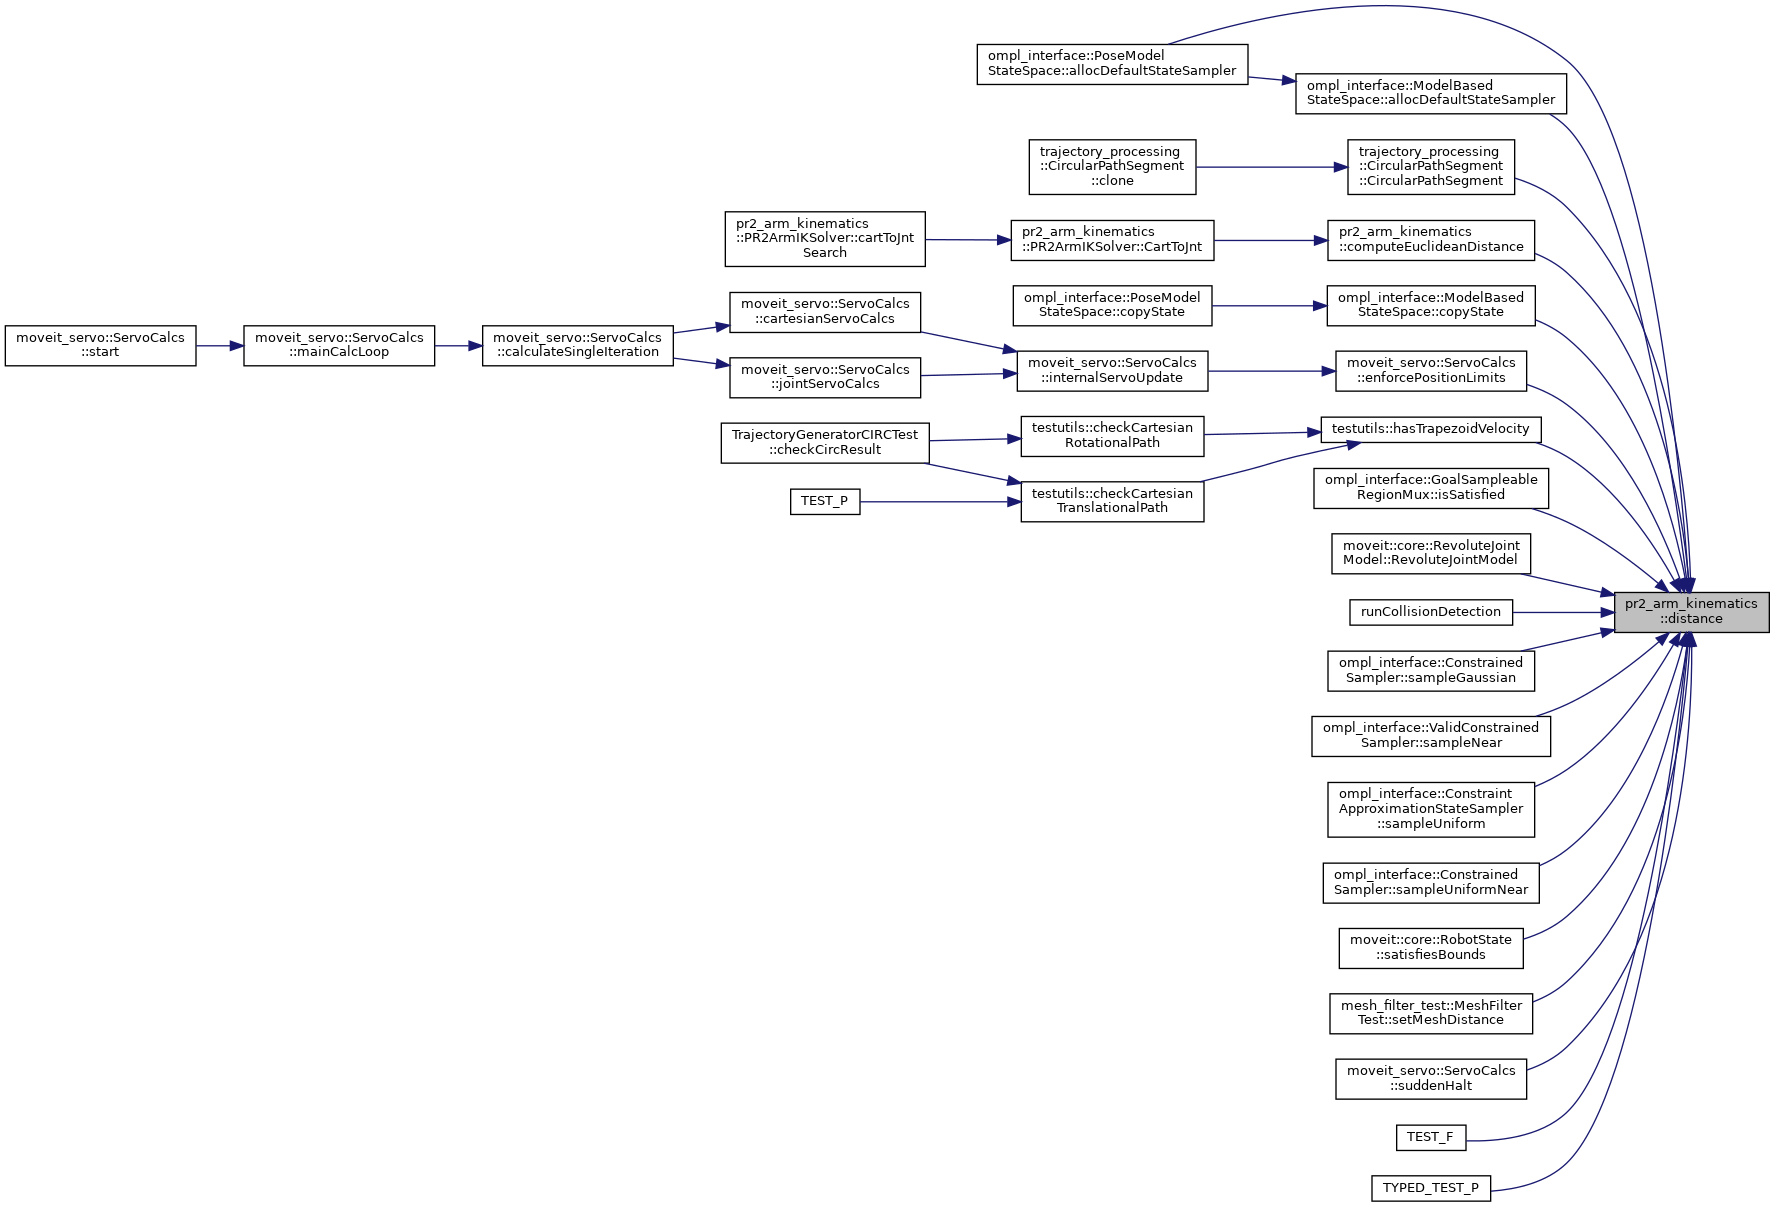 ompl_interface::PoseModel
StateSpace::allocDefaultStateSampler
ompl_interface::ModelBased
StateSpace::allocDefaultStateSampler
trajectory_processing
::CircularPathSegment
::clone
trajectory_processing
::CircularPathSegment
::CircularPathSegment
pr2_arm_kinematics
::PR2ArmIKSolver::cartToJnt
Search
pr2_arm_kinematics
::PR2ArmIKSolver::CartToJnt
pr2_arm_kinematics
::computeEuclideanDistance
ompl_interface::PoseModel
StateSpace::copyState
ompl_interface::ModelBased
StateSpace::copyState
moveit_servo::ServoCalcs
::start
moveit_servo::ServoCalcs
::mainCalcLoop
moveit_servo::ServoCalcs
::calculateSingleIteration
moveit_servo::ServoCalcs
::cartesianServoCalcs
moveit_servo::ServoCalcs
::jointServoCalcs
moveit_servo::ServoCalcs
::internalServoUpdate
moveit_servo::ServoCalcs
::enforcePositionLimits
TrajectoryGeneratorCIRCTest
::checkCircResult
testutils::checkCartesian
RotationalPath
testutils::hasTrapezoidVelocity
TEST_P
testutils::checkCartesian
TranslationalPath
ompl_interface::GoalSampleable
RegionMux::isSatisfied
moveit::core::RevoluteJoint
Model::RevoluteJointModel
runCollisionDetection
pr2_arm_kinematics
::distance
ompl_interface::Constrained
Sampler::sampleGaussian
ompl_interface::ValidConstrained
Sampler::sampleNear
ompl_interface::Constraint
ApproximationStateSampler
::sampleUniform
ompl_interface::Constrained
Sampler::sampleUniformNear
moveit::core::RobotState
::satisfiesBounds
mesh_filter_test::MeshFilter
Test::setMeshDistance
moveit_servo::ServoCalcs
::suddenHalt
TEST_F
TYPED_TEST_P